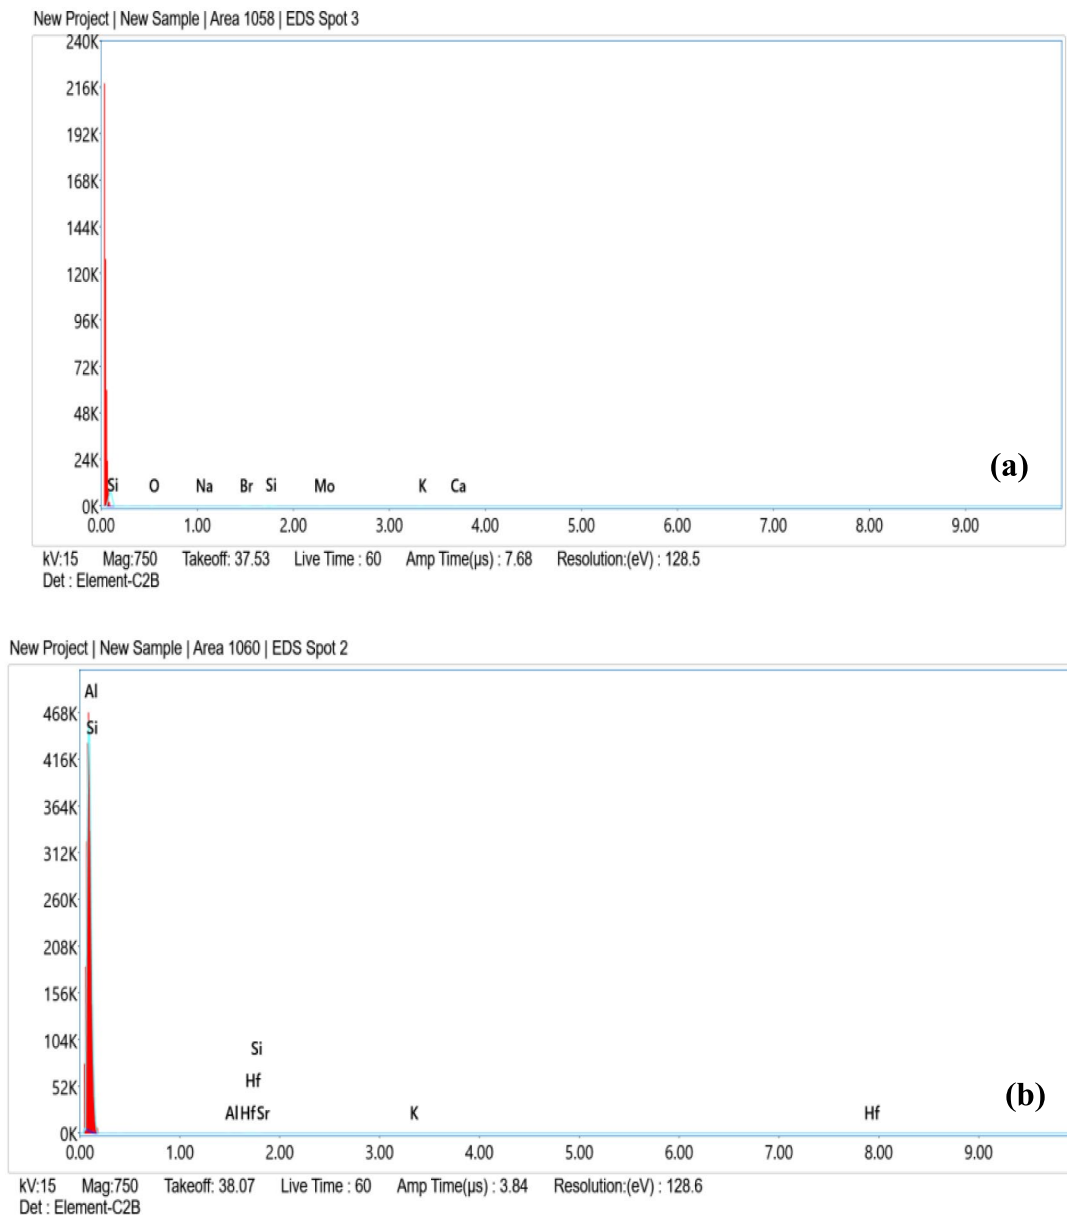 New Project | New Sample | Area 1058 | EDS Spot 3
240K
216K
192K
168K
144K
120K
96K
72K
48K
24K
0K
Si O Na Br Si Mo K Ca
(a)
0.00 1.00 2.00 3.00 4.00 5.00 6.00 7.00 8.00 9.00
kV:15 Mag:750 Takeoff: 37.53 Live Time : 60 Amp Time(µs) : 7.68 Resolution:(eV) : 128.5
Det : Element-C2B
New Project | New Sample | Area 1060 | EDS Spot 2
Al
468K
Si
416K
364K
312K
260K
208K
156K
104K
52K
0K
Si
Hf
Al Hf Sr K Hf
(b)
0.00 1.00 2.00 3.00 4.00 5.00 6.00 7.00 8.00 9.00
kV:15 Mag:750 Takeoff: 38.07 Live Time : 60 Amp Time(µs) : 3.84 Resolution:(eV) : 128.6
Det : Element-C2B